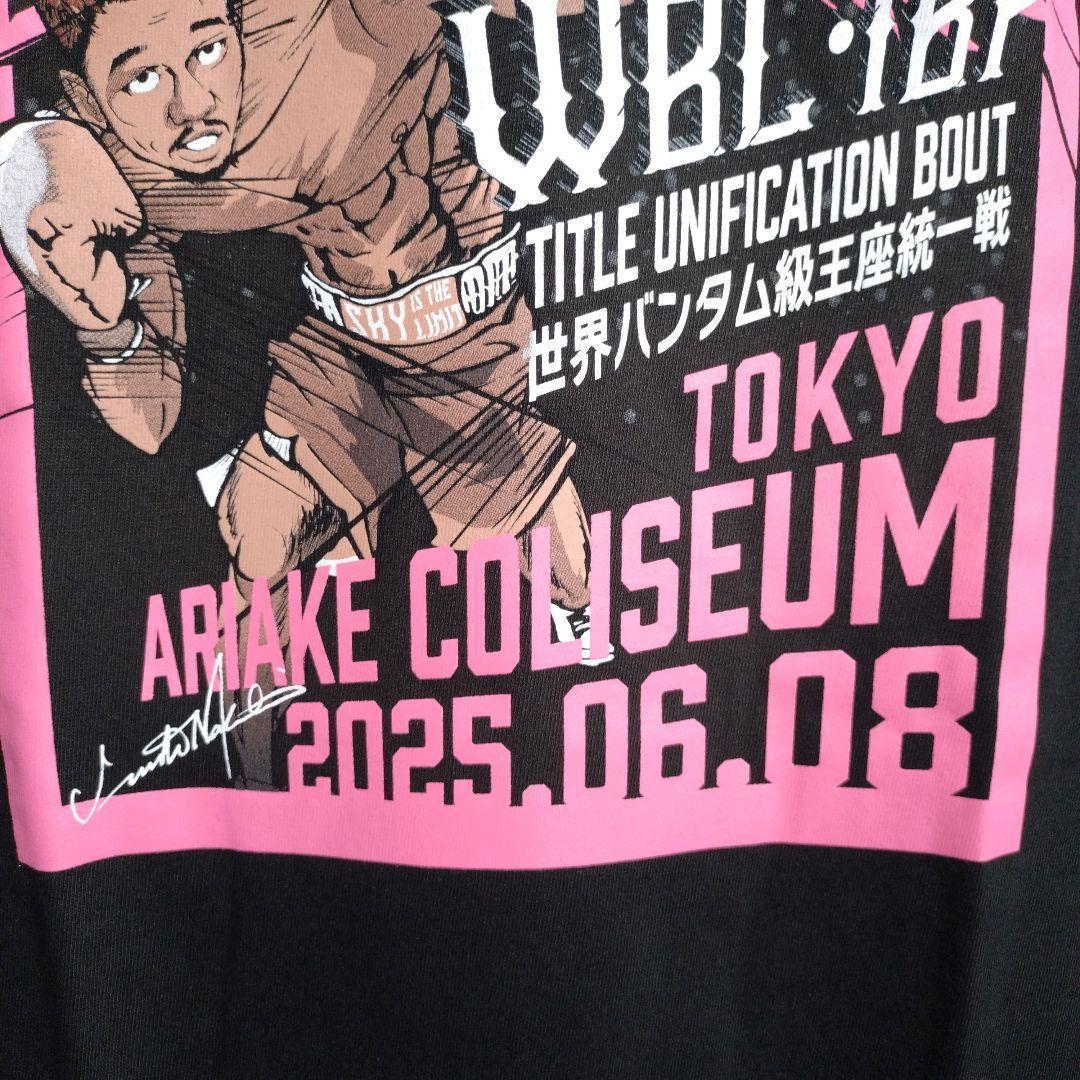 WBC・IBF
TITLE UNIFICATION BOUT
世界バンタム級王座統一戦
SKY IS THE LIMIT
TOKYO
ARIAKE COLISEUM
2025.06.08